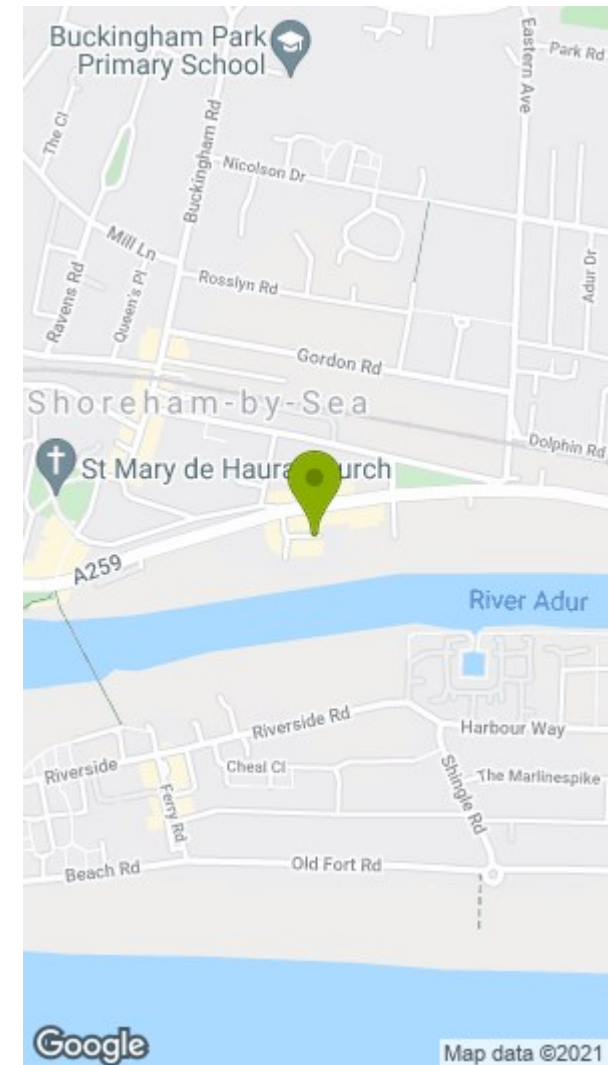 Buckingham Park
Primary School
Eastern Ave
Park Rd
The Cl
Buckingham Rd
Nicolson Dr
Mill Ln
Ravens Rd
Queen's Pl
Rosslyn Rd
Adur Dr
Gordon Rd
Shoreham-by-Sea
Dolphin Rd
St Mary de Haura Church
A259
River Adur
Riverside Rd
Harbour Way
Riverside
Cheal Cl
Shingle Rd
The Marlinespike
Ferry Rd
Beach Rd
Old Fort Rd
Google
Map data ©2021